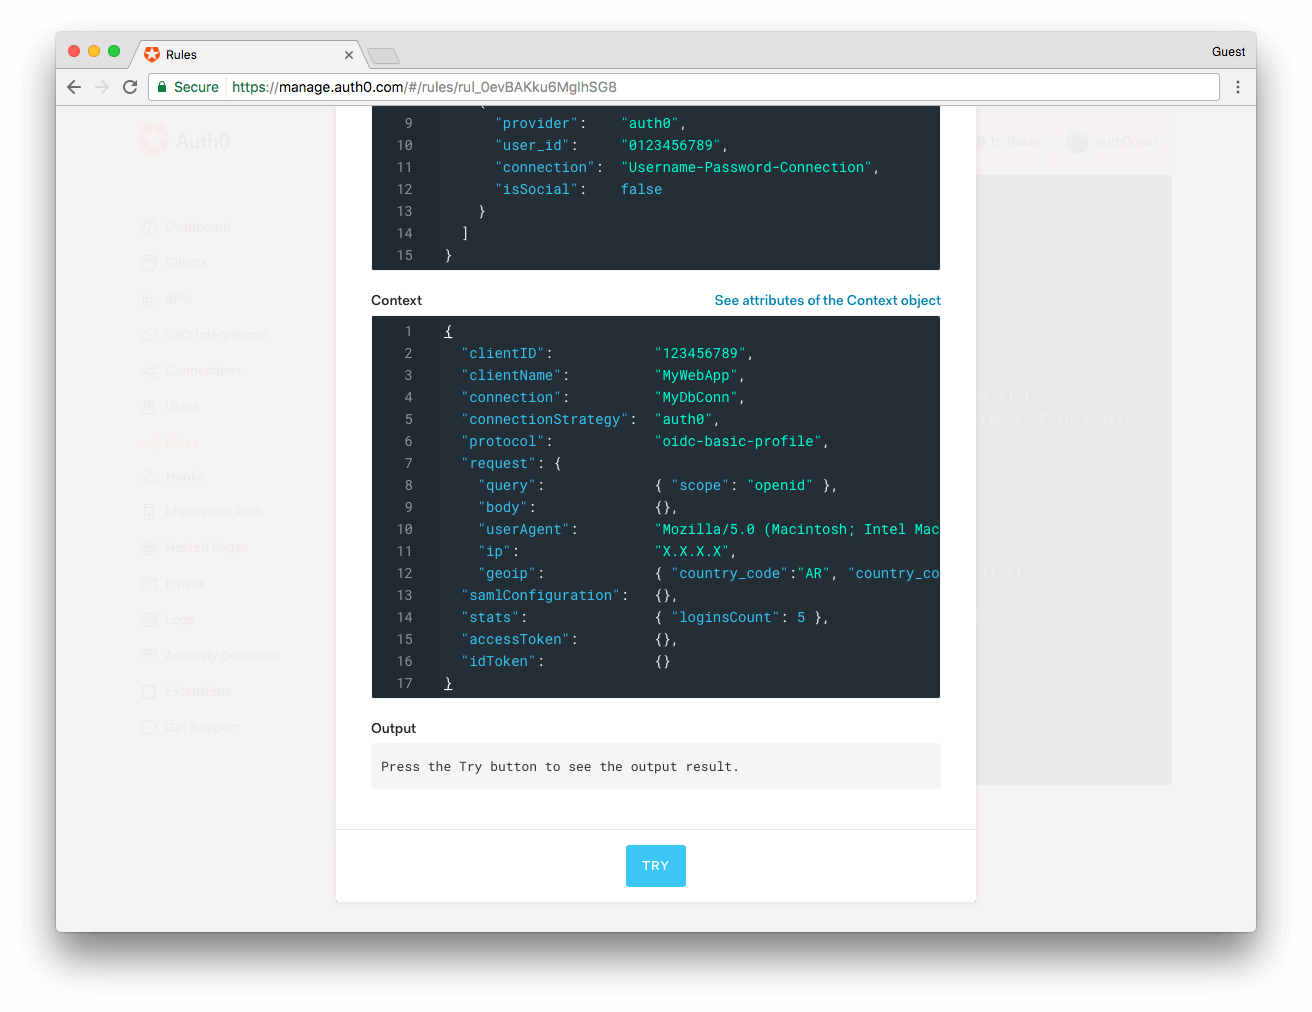 Rules
Guest
Secure https://manage.auth0.com/#/rules/rul_0evBAKku6MglhSG8
Auth0
k to Sales
auth0user
Dashboard
Clients
APIs
SSO Integrations
Connections
Users
Rules
Hooks
Multifactor Auth
Hosted Pages
Emails
Logs
Anomaly Detection
Extensions
Get Support
{
9 "provider": "auth0",
10 "user_id": "0123456789",
11 "connection": "Username-Password-Connection",
12 "isSocial": false
13 }
14 ]
15 }
Context
See attributes of the Context object
1 {
2 "clientID": "123456789",
3 "clientName": "MyWebApp",
4 "connection": "MyDbConn",
5 "connectionStrategy": "auth0",
6 "protocol": "oidc-basic-profile",
7 "request": {
8 "query": { "scope": "openid" },
9 "body": {},
10 "userAgent": "Mozilla/5.0 (Macintosh; Intel Mac
11 "ip": "X.X.X.X",
12 "geoip": { "country_code":"AR", "country_co
13 "samlConfiguration": {},
14 "stats": { "loginsCount": 5 },
15 "accessToken": {},
16 "idToken": {}
17 }
Output
Press the Try button to see the output result.
TRY